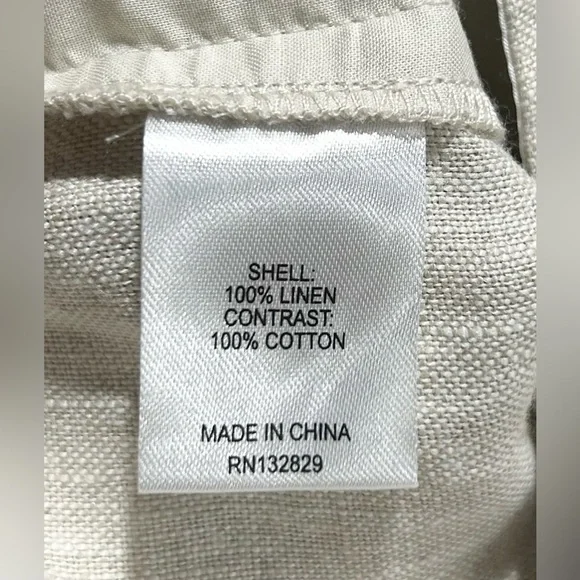 SHELL:
100% LINEN
CONTRAST:
100% COTTON
MADE IN CHINA
RN132829